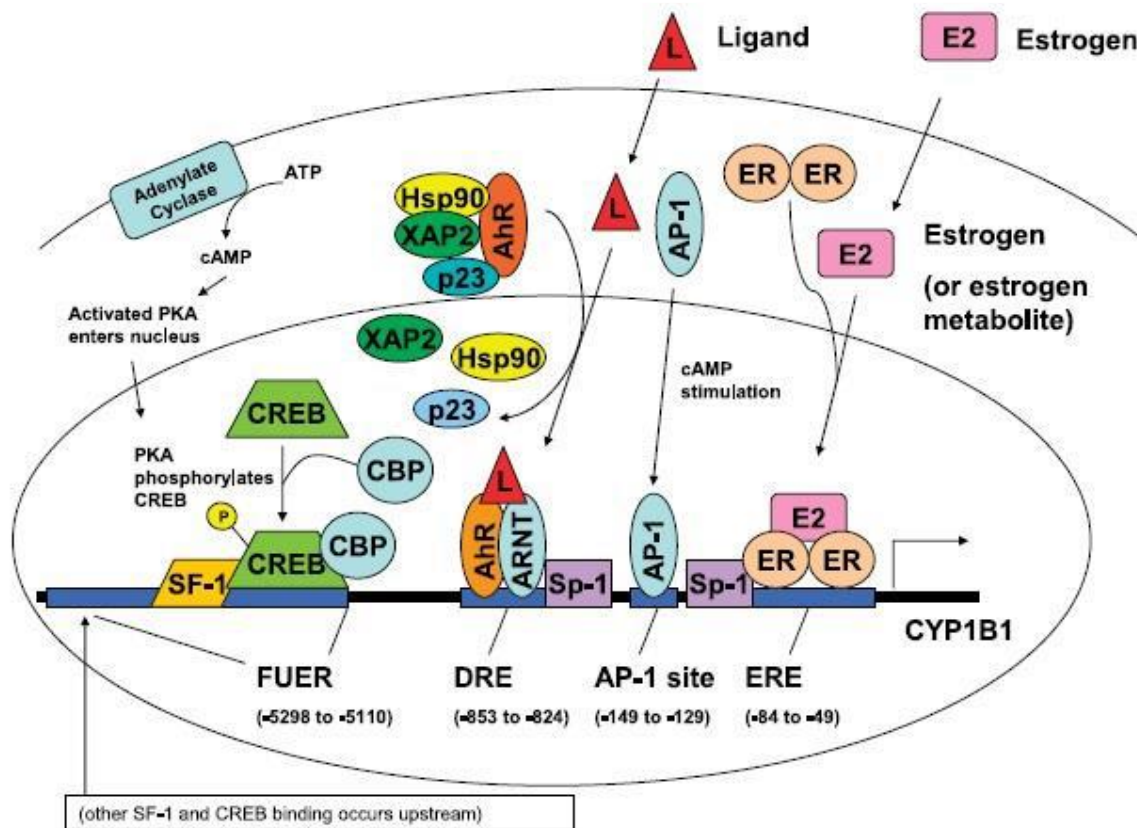 L
Ligand
E2
Estrogen
Adenylate
Cyclase
ATP
cAMP
Activated PKA
enters nucleus
Hsp90
XAP2
p23
AhR
L
AP-1
ER
ER
E2
Estrogen
(or estrogen
metabolite)
XAP2
Hsp90
p23
cAMP
stimulation
CREB
CBP
PKA
phosphorylates
CREB
P
SF-1
CREB
CBP
L
AhR
ARNT
Sp-1
AP-1
Sp-1
E2
ER
ER
CYP1B1
FUER
(-5298 to -5110)
DRE
(-853 to -824)
AP-1 site
(-149 to -129)
ERE
(-84 to -49)
(other SF-1 and CREB binding occurs upstream)